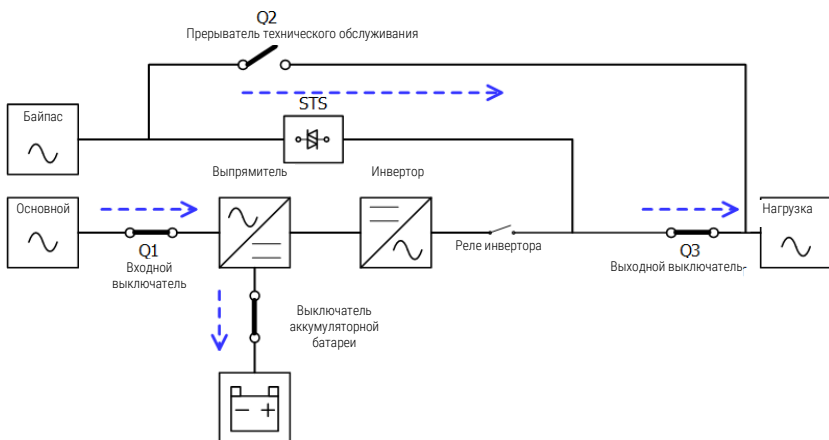 Q2
Прерыватель технического обслуживания
STS
Байпас
Выпрямитель
Инвертор
Основной
Нагрузка
Q1
Входной
выключатель
Реле инвертора
Q3
Выходной выключатель
Выключатель
аккумуляторной
батареи